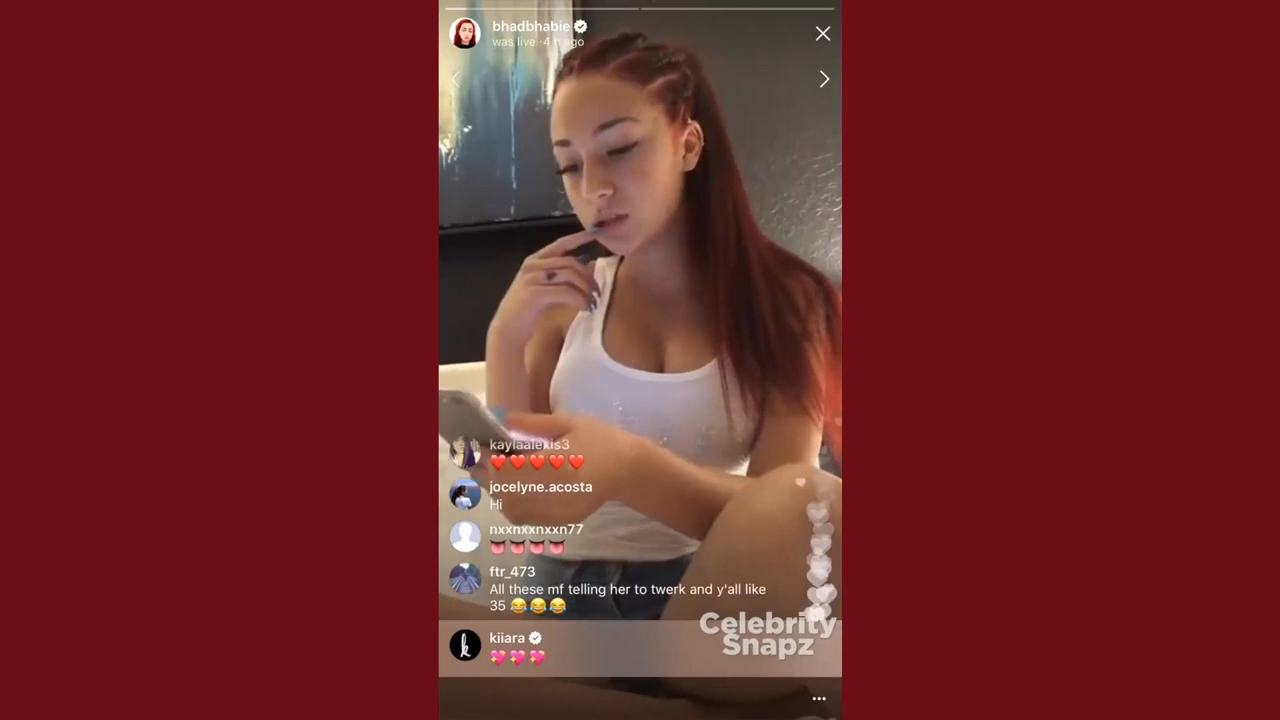 bhadbhabie
was live · 4 h ago
kaylaalexis3
❤️❤️❤️❤️❤️
jocelyne.acosta
Hi
nxxnxxnxxn77
👅👅👅👅
ftr_473
All these mf telling her to twerk and y'all like
35 😂😂😂
kiiara
💖💖💖
k
Celebrity
Snapz